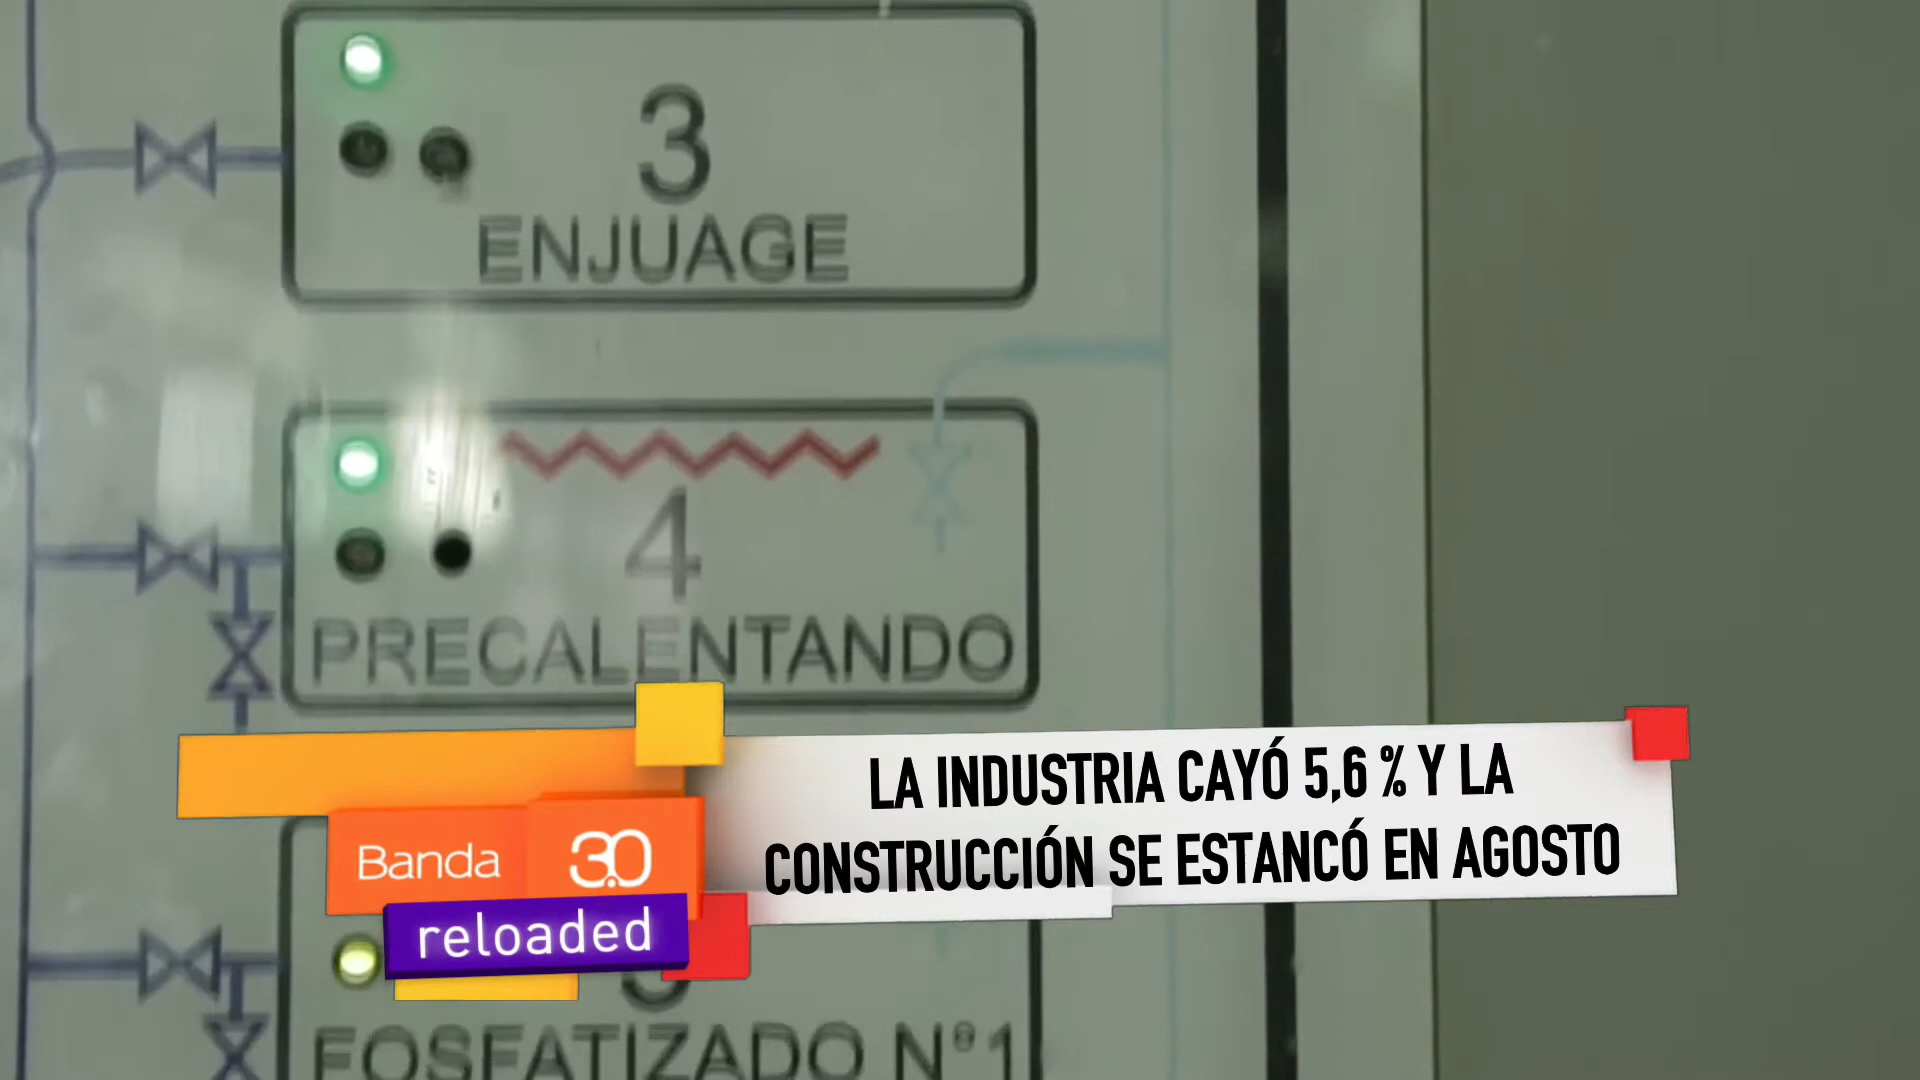 3
ENJUAGE
4
PRECALENTANDO
LA INDUSTRIA CAYÓ 5,6 % Y LA
CONSTRUCCIÓN SE ESTANCÓ EN AGOSTO
Banda 3.0
reloaded
5
FOSFATIZADO N°1